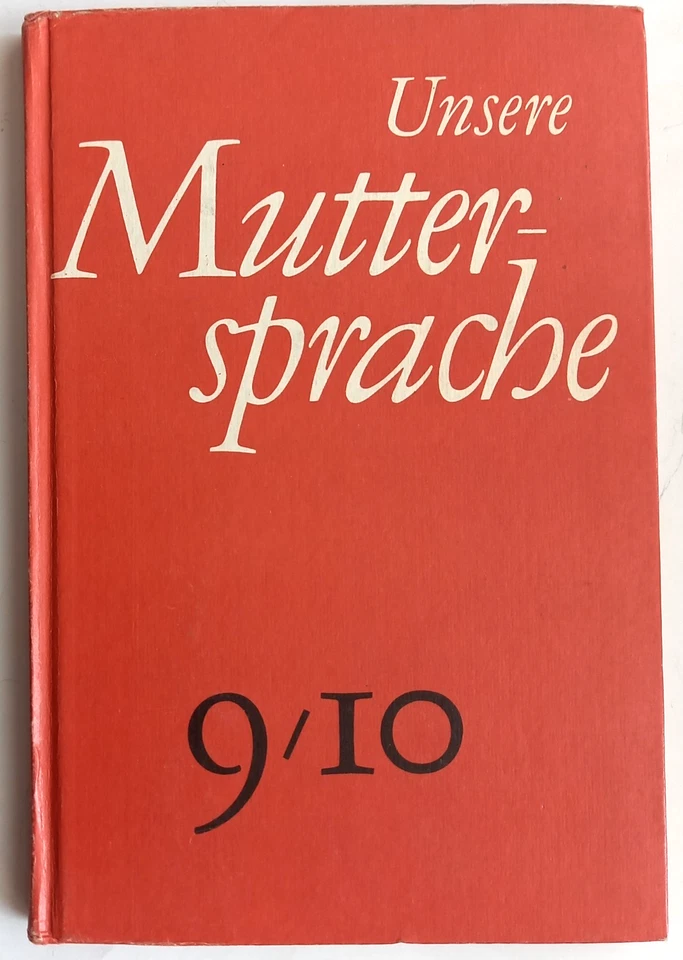 Unsere
Mutter-
sprache
9/10